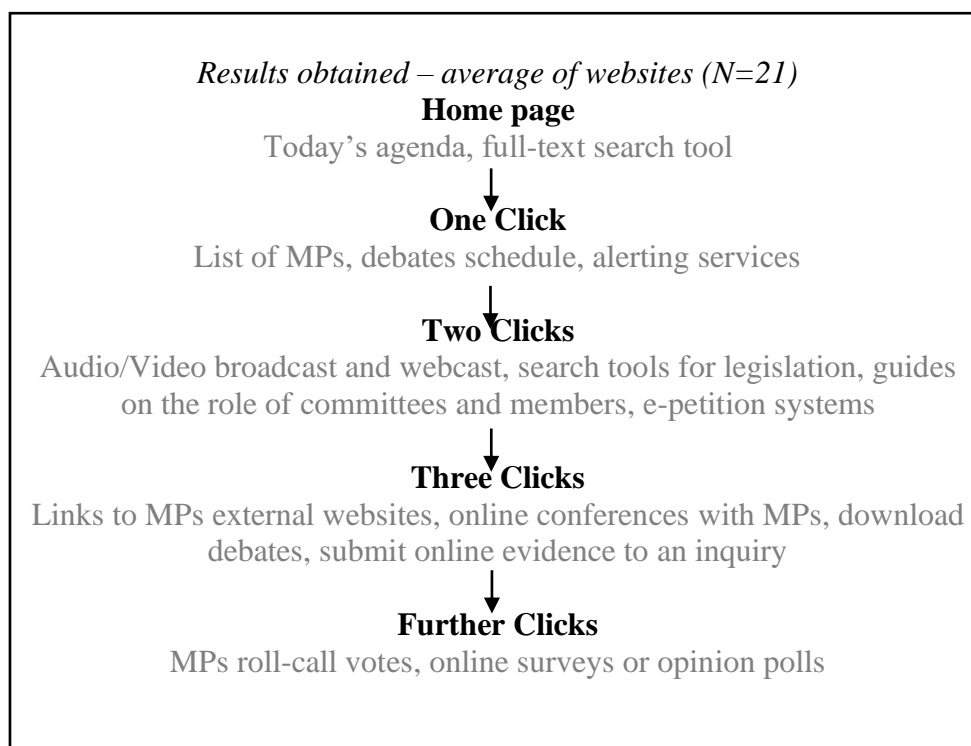 Results obtained – average of websites (N=21)
Home page
Today’s agenda, full-text search tool
One Click
List of MPs, debates schedule, alerting services
Two Clicks
Audio/Video broadcast and webcast, search tools for legislation, guides
on the role of committees and members, e-petition systems
Three Clicks
Links to MPs external websites, online conferences with MPs, download
debates, submit online evidence to an inquiry
Further Clicks
MPs roll-call votes, online surveys or opinion polls